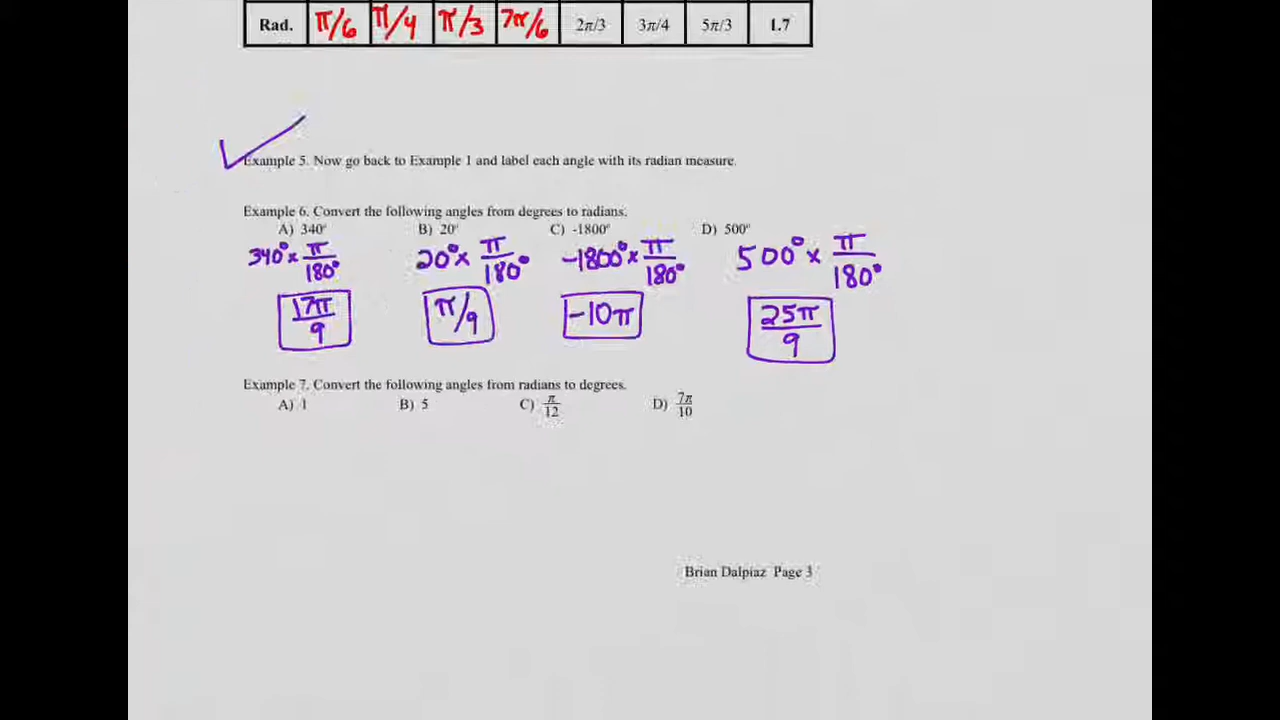 Rad. π/6 π/4 π/3 7π/6 2π/3 3π/4 5π/3 1.7
Example 5. Now go back to Example 1 and label each angle with its radian measure.
Example 6. Convert the following angles from degrees to radians.
A) 340° B) 20° C) -1800° D) 500°
340° × π/180° 20° × π/180° -1800° × π/180° 500° × π/180°
17π/9 π/9 -10π 25π/9
Example 7. Convert the following angles from radians to degrees.
A) 1 B) 5 C) π/12 D) 7π/10
Brian Dalpiaz Page 3